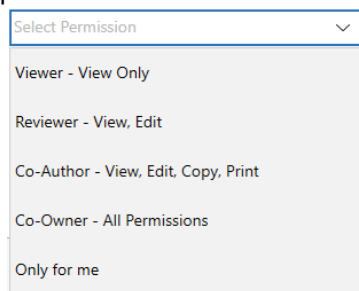 Select Permission
Viewer - View Only
Reviewer - View, Edit
Co-Author - View, Edit, Copy, Print
Co-Owner - All Permissions
Only for me